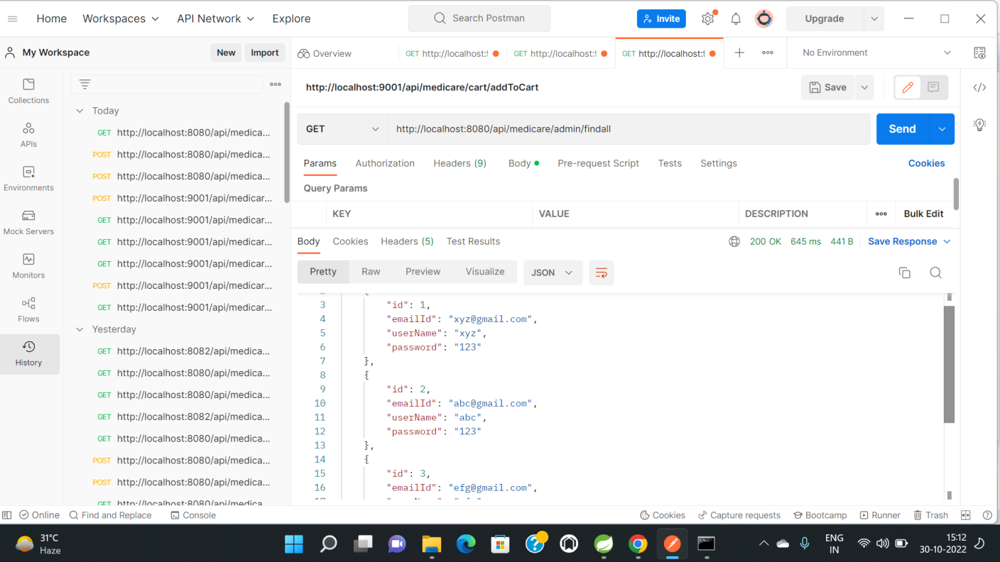 Home Workspaces API Network Explore Search Postman Invite Upgrade
My Workspace New Import Overview GET http://localhost:9 GET http://localhost:9 GET http://localhost:9 No Environment
Collections
APIs
Environments
Mock Servers
Monitors
Flows
History
Today
GET http://localhost:8080/api/medica...
POST http://localhost:8080/api/medica...
POST http://localhost:8080/api/medica...
POST http://localhost:9001/api/medicar...
GET http://localhost:9001/api/medicar...
GET http://localhost:9001/api/medicar...
GET http://localhost:9001/api/medicar...
POST http://localhost:9001/api/medicar...
GET http://localhost:9001/api/medicar...
Yesterday
GET http://localhost:8082/api/medica...
GET http://localhost:8080/api/medica...
GET http://localhost:8080/api/medica...
GET http://localhost:8082/api/medica...
GET http://localhost:8080/api/medica...
POST http://localhost:8080/api/medica...
POST http://localhost:8080/api/medica...
GET http://localhost:8080/api/medica
http://localhost:9001/api/medicare/cart/addToCart Save
GET http://localhost:8080/api/medicare/admin/findall Send
Params Authorization Headers (9) Body Pre-request Script Tests Settings Cookies
Query Params
KEY VALUE DESCRIPTION Bulk Edit
Body Cookies Headers (5) Test Results 200 OK 645 ms 441 B Save Response
Pretty Raw Preview Visualize JSON
3 "id": 1,
4 "emailId": "xyz@gmail.com",
5 "userName": "xyz",
6 "password": "123"
7 },
8 {
9 "id": 2,
10 "emailId": "abc@gmail.com",
11 "userName": "abc",
12 "password": "123"
13 },
14 {
15 "id": 3,
16 "emailId": "efg@gmail.com",
Online Find and Replace Console Cookies Capture requests Bootcamp Runner Trash
31°C
Haze
ENG
IN
15:12
30-10-2022